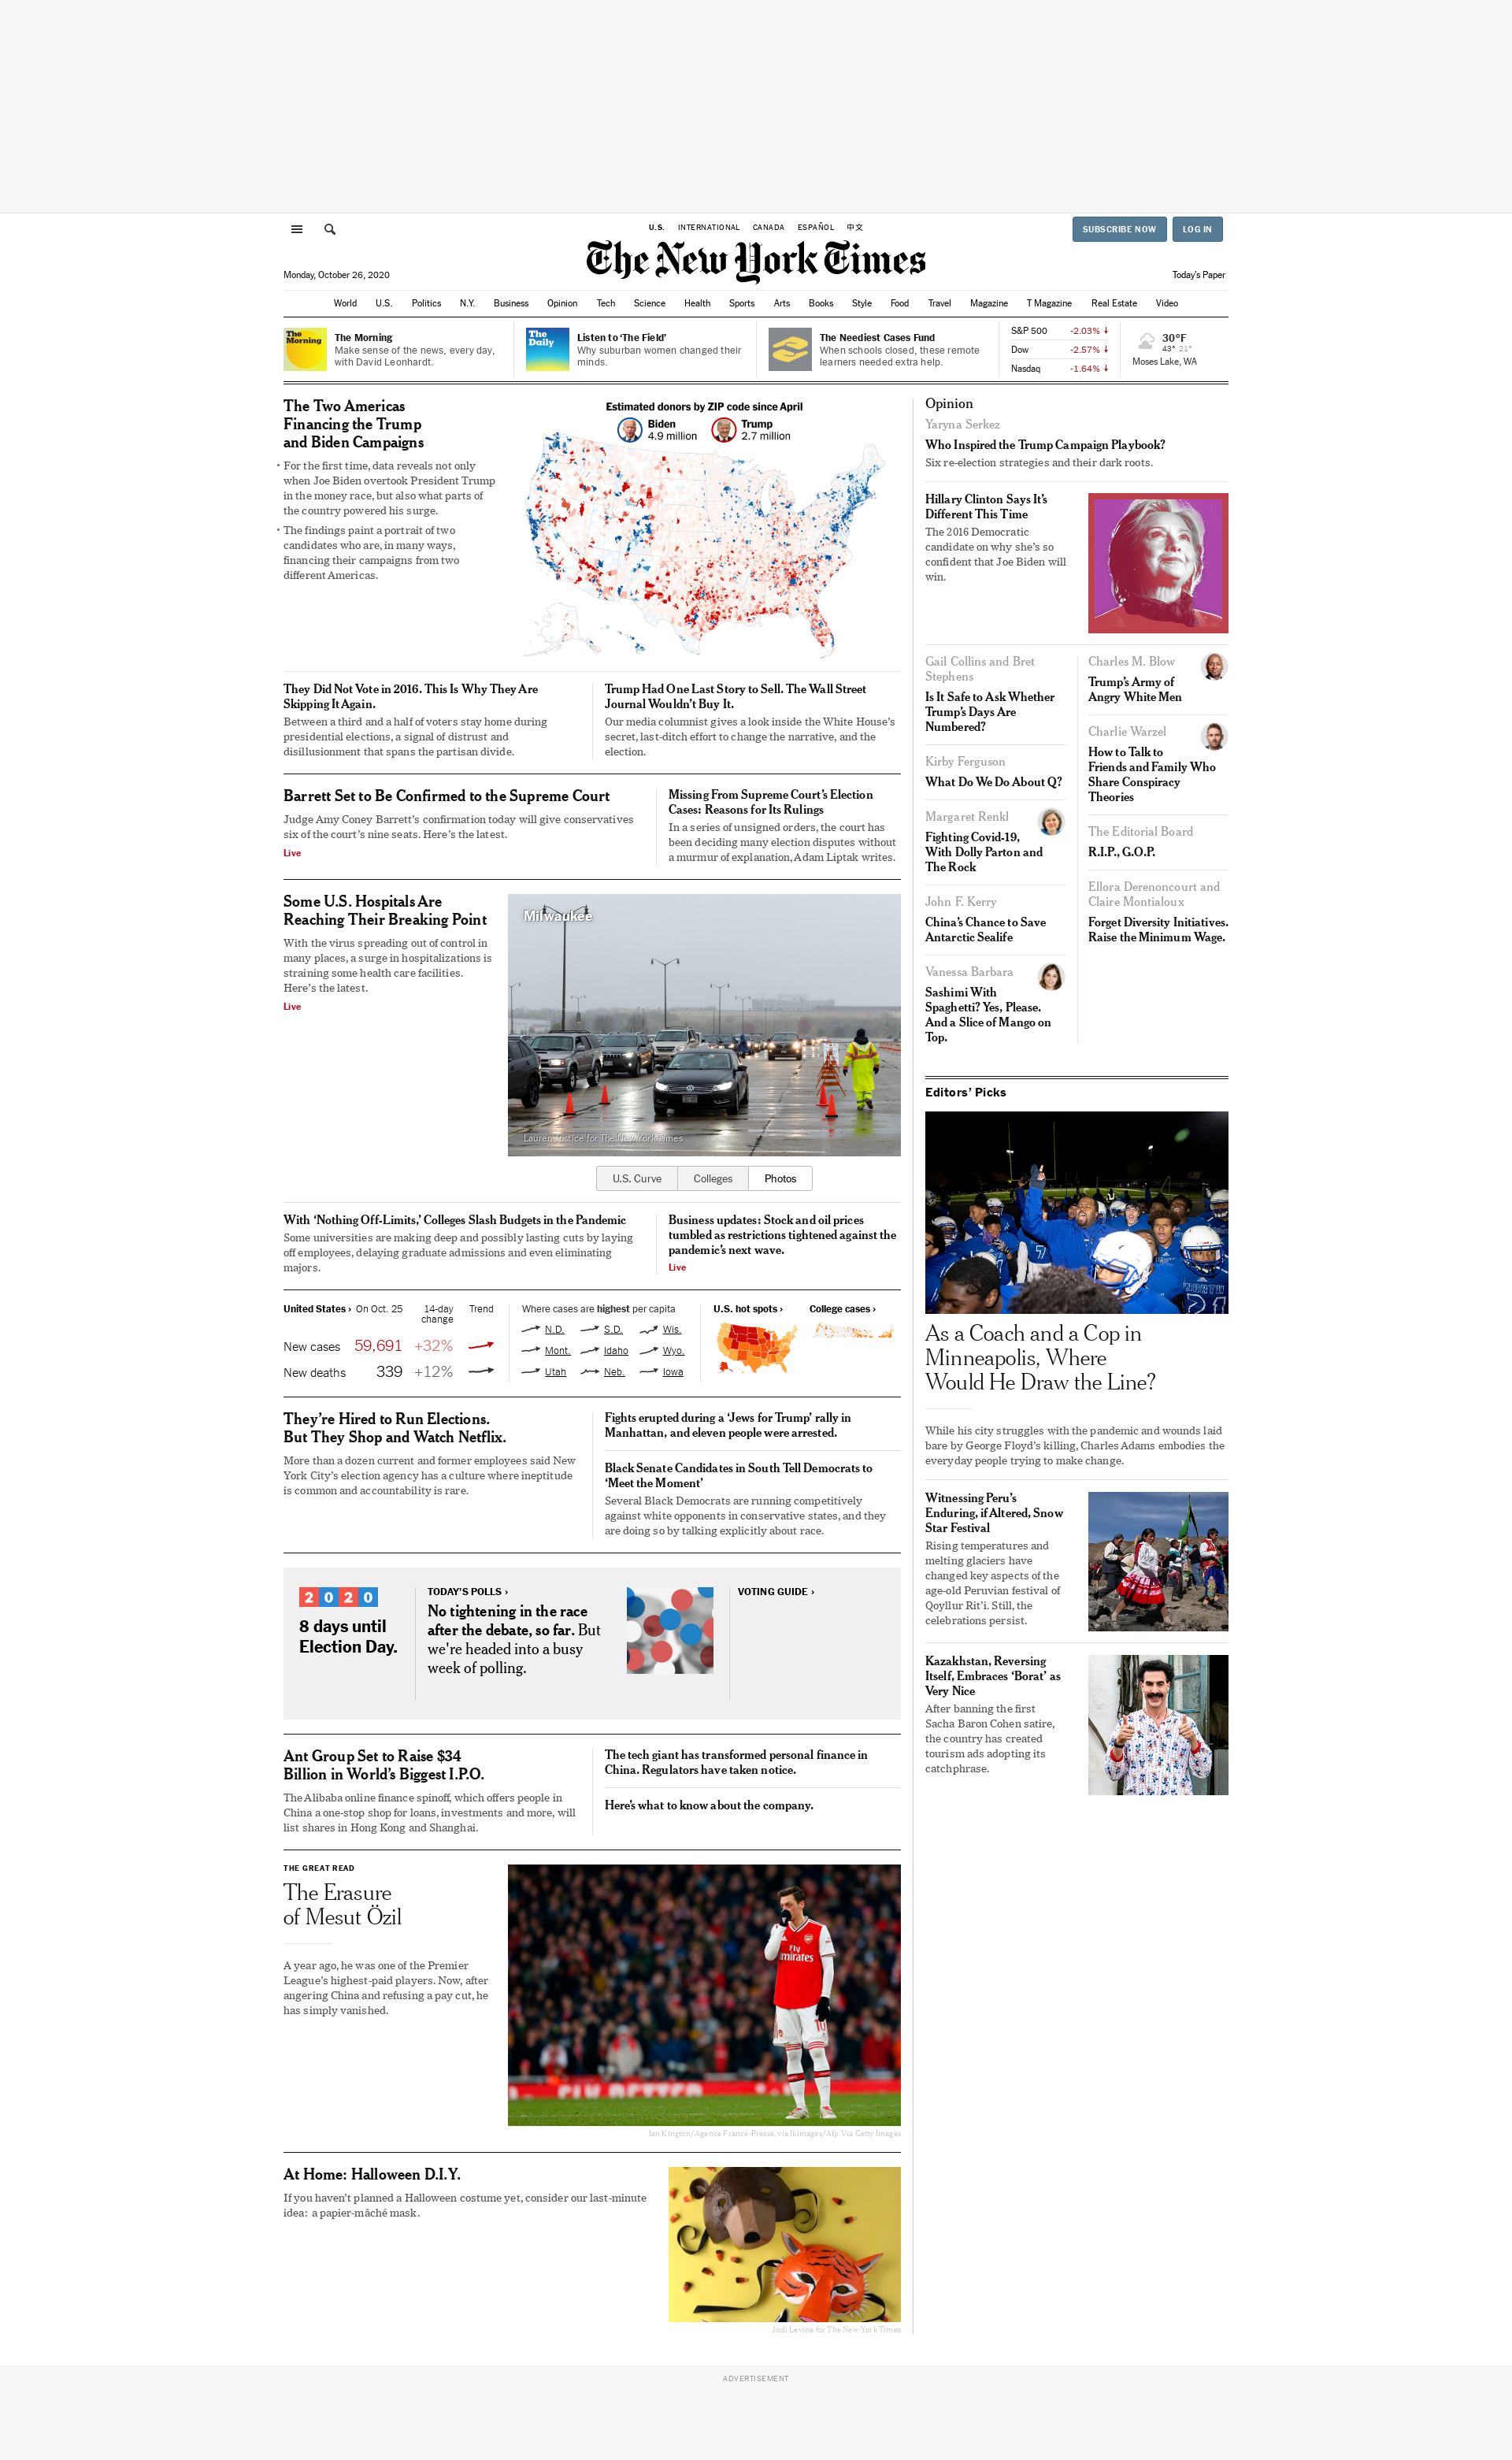 U.S. INTERNATIONAL CANADA ESPAÑOL 中文
SUBSCRIBE NOW LOG IN
The New York Times
Monday, October 26, 2020
Today's Paper
World U.S. Politics N.Y. Business Opinion Tech Science Health Sports Arts Books Style Food Travel Magazine T Magazine Real Estate Video
The Morning
The Morning
Make sense of the news, every day,
with David Leonhardt.
The Daily
Listen to ‘The Field’
Why suburban women changed their
minds.
The Neediest Cases Fund
When schools closed, these remote
learners needed extra help.
S&P 500 -2.03% ↓
Dow -2.57% ↓
Nasdaq -1.64% ↓
30°F
43° 21°
Moses Lake, WA
The Two Americas
Financing the Trump
and Biden Campaigns
• For the first time, data reveals not only
when Joe Biden overtook President Trump
in the money race, but also what parts of
the country powered his surge.
• The findings paint a portrait of two
candidates who are, in many ways,
financing their campaigns from two
different Americas.
Estimated donors by ZIP code since April
Biden
4.9 million
Trump
2.7 million
They Did Not Vote in 2016. This Is Why They Are
Skipping It Again.
Between a third and a half of voters stay home during
presidential elections, a signal of distrust and
disillusionment that spans the partisan divide.
Trump Had One Last Story to Sell. The Wall Street
Journal Wouldn’t Buy It.
Our media columnist gives a look inside the White House’s
secret, last-ditch effort to change the narrative, and the
election.
Barrett Set to Be Confirmed to the Supreme Court
Judge Amy Coney Barrett’s confirmation today will give conservatives
six of the court’s nine seats. Here’s the latest.
Live
Missing From Supreme Court’s Election
Cases: Reasons for Its Rulings
In a series of unsigned orders, the court has
been deciding many election disputes without
a murmur of explanation, Adam Liptak writes.
Some U.S. Hospitals Are
Reaching Their Breaking Point
With the virus spreading out of control in
many places, a surge in hospitalizations is
straining some health care facilities.
Here’s the latest.
Live
Milwaukee
Lauren Justice for The New York Times
U.S. Curve Colleges Photos
With ‘Nothing Off-Limits,’ Colleges Slash Budgets in the Pandemic
Some universities are making deep and possibly lasting cuts by laying
off employees, delaying graduate admissions and even eliminating
majors.
Business updates: Stock and oil prices
tumbled as restrictions tightened against the
pandemic’s next wave.
Live
United States › On Oct. 25 14-day change Trend
New cases 59,691 +32%
New deaths 339 +12%
Where cases are highest per capita
N.D. S.D. Wis.
Mont. Idaho Wyo.
Utah Neb. Iowa
U.S. hot spots ›
College cases ›
They’re Hired to Run Elections.
But They Shop and Watch Netflix.
More than a dozen current and former employees said New
York City’s election agency has a culture where ineptitude
is common and accountability is rare.
Fights erupted during a ‘Jews for Trump’ rally in
Manhattan, and eleven people were arrested.
Black Senate Candidates in South Tell Democrats to
‘Meet the Moment’
Several Black Democrats are running competitively
against white opponents in conservative states, and they
are doing so by talking explicitly about race.
2020
8 days until
Election Day.
TODAY’S POLLS ›
No tightening in the race
after the debate, so far. But
we're headed into a busy
week of polling.
VOTING GUIDE ›
Ant Group Set to Raise $34
Billion in World’s Biggest I.P.O.
The Alibaba online finance spinoff, which offers people in
China a one-stop shop for loans, investments and more, will
list shares in Hong Kong and Shanghai.
The tech giant has transformed personal finance in
China. Regulators have taken notice.
Here’s what to know about the company.
THE GREAT READ
The Erasure
of Mesut Özil
A year ago, he was one of the Premier
League’s highest-paid players. Now, after
angering China and refusing a pay cut, he
has simply vanished.
Fly
Emirates
10
Ian Kington/Agence France-Presse, via Ikimages/Afp Via Getty Images
At Home: Halloween D.I.Y.
If you haven’t planned a Halloween costume yet, consider our last-minute
idea: a papier-mâché mask.
Jodi Levine for The New York Times
Opinion
Yaryna Serkez
Who Inspired the Trump Campaign Playbook?
Six re-election strategies and their dark roots.
Hillary Clinton Says It’s
Different This Time
The 2016 Democratic
candidate on why she’s so
confident that Joe Biden will
win.
Gail Collins and Bret
Stephens
Is It Safe to Ask Whether
Trump’s Days Are
Numbered?
Kirby Ferguson
What Do We Do About Q?
Margaret Renkl
Fighting Covid-19,
With Dolly Parton and
The Rock
John F. Kerry
China’s Chance to Save
Antarctic Sealife
Vanessa Barbara
Sashimi With
Spaghetti? Yes, Please.
And a Slice of Mango on
Top.
Charles M. Blow
Trump’s Army of
Angry White Men
Charlie Warzel
How to Talk to
Friends and Family Who
Share Conspiracy
Theories
The Editorial Board
R.I.P., G.O.P.
Ellora Derenoncourt and
Claire Montialoux
Forget Diversity Initiatives.
Raise the Minimum Wage.
Editors’ Picks
NORTH
21
As a Coach and a Cop in
Minneapolis, Where
Would He Draw the Line?
While his city struggles with the pandemic and wounds laid
bare by George Floyd’s killing, Charles Adams embodies the
everyday people trying to make change.
Witnessing Peru’s
Enduring, if Altered, Snow
Star Festival
Rising temperatures and
melting glaciers have
changed key aspects of the
age-old Peruvian festival of
Qoyllur Rit’i. Still, the
celebrations persist.
Kazakhstan, Reversing
Itself, Embraces ‘Borat’ as
Very Nice
After banning the first
Sacha Baron Cohen satire,
the country has created
tourism ads adopting its
catchphrase.
ADVERTISEMENT